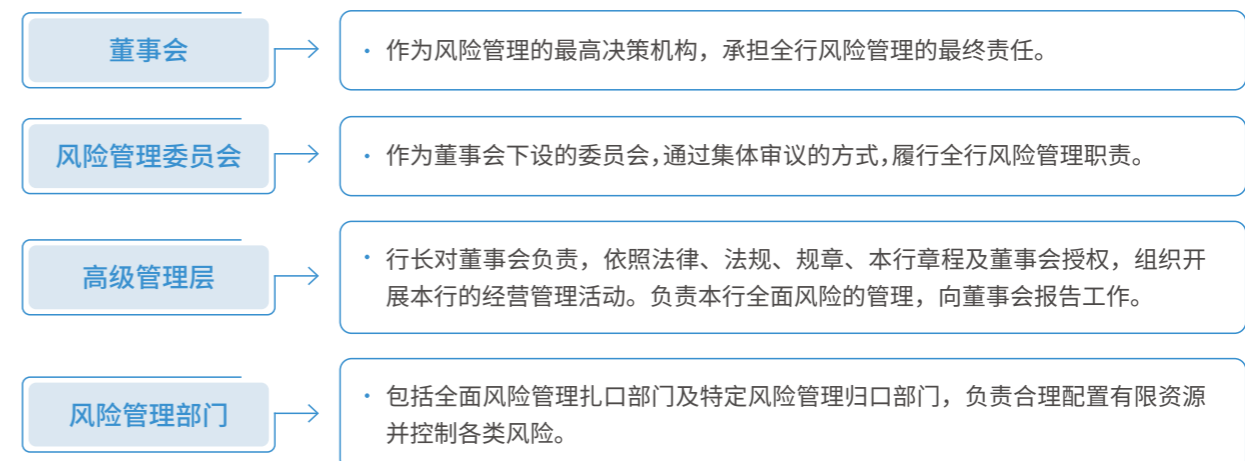 董事会
· 作为风险管理的最高决策机构，承担全行风险管理的最终责任。
风险管理委员会
· 作为董事会下设的委员会，通过集体审议的方式，履行全行风险管理职责。
高级管理层
· 行长对董事会负责，依照法律、法规、规章、本行章程及董事会授权，组织开
展本行的经营管理活动。负责本行全面风险的管理，向董事会报告工作。
风险管理部门
· 包括全面风险管理扎口部门及特定风险管理归口部门，负责合理配置有限资源
并控制各类风险。